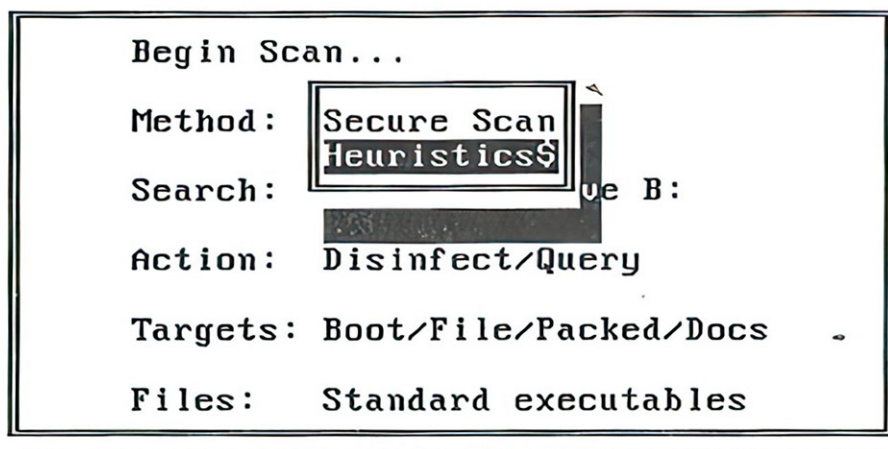 Begin Scan...
Method: Secure Scan
Heuristics$
Search: ve B:
Action: Disinfect/Query
Targets: Boot/File/Packed/Docs
Files: Standard executables